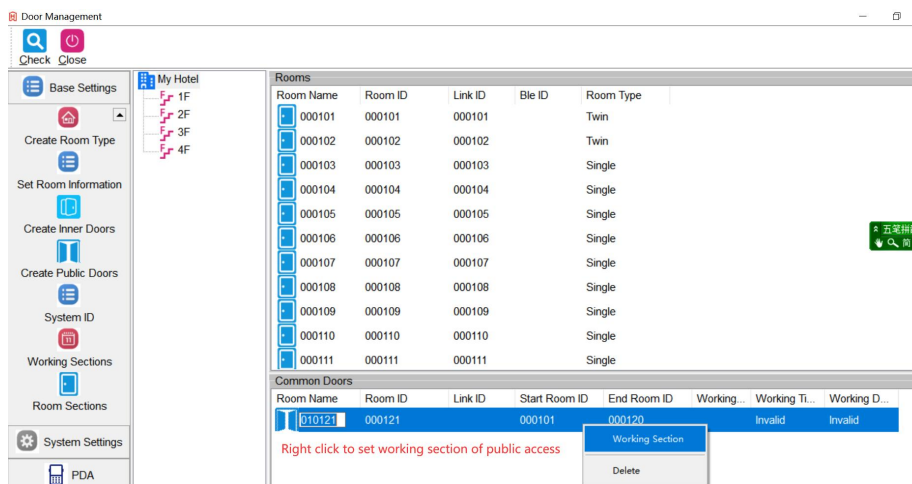 Door Management
Check Close
Base Settings
Create Room Type
Set Room Information
Create Inner Doors
Create Public Doors
System ID
11
Working Sections
Room Sections
System Settings
PDA
My Hotel
F 1F
F 2F
F 3F
F 4F
Rooms
Room Name Room ID Link ID Ble ID Room Type
000101 000101 000101 Twin
000102 000102 000102 Twin
000103 000103 000103 Single
000104 000104 000104 Single
000105 000105 000105 Single
000106 000106 000106 Single
000107 000107 000107 Single
000108 000108 000108 Single
000109 000109 000109 Single
000110 000110 000110 Single
000111 000111 000111 Single
五笔拼
简
Common Doors
Room Name Room ID Link ID Start Room ID End Room ID Working... Working Ti... Working D...
010121 000121 000101 000120 Invalid Invalid
Right click to set working section of public access
Working Section
Delete